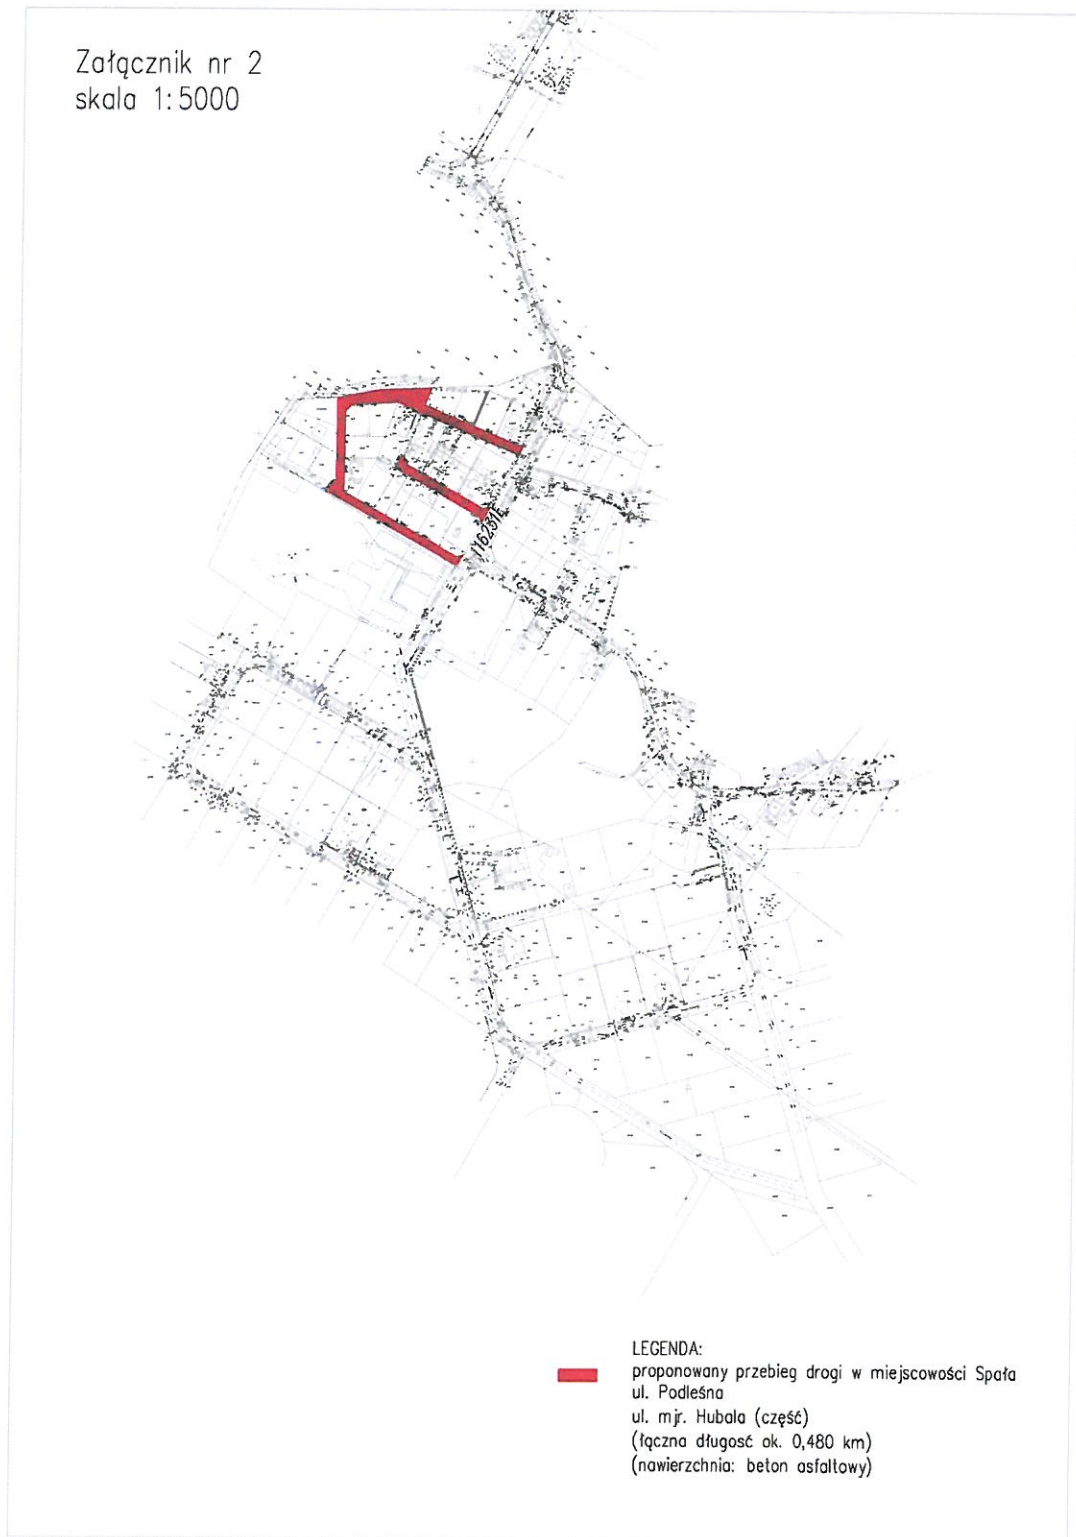 Załącznik nr 2
skala 1:5000
116231E
LEGENDA:
proponowany przebieg drogi w miejscowości Spała
ul. Podleśna
ul. mjr. Hubala (część)
(łączna długosć ok. 0,480 km)
(nawierzchnia: beton asfaltowy)